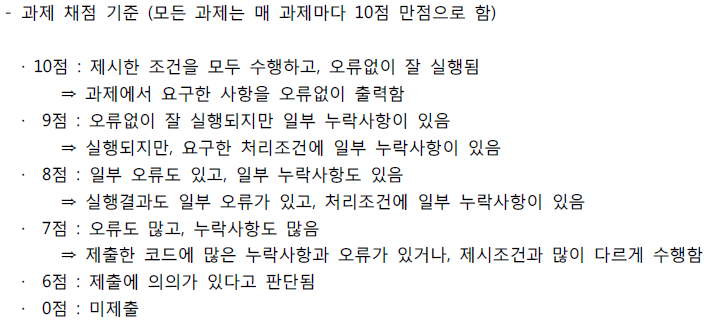 - 과제 채점 기준 (모든 과제는 매 과제마다 10점 만점으로 함)
· 10점 : 제시한 조건을 모두 수행하고, 오류없이 잘 실행됨
⇒ 과제에서 요구한 사항을 오류없이 출력함
· 9점 : 오류없이 잘 실행되지만 일부 누락사항이 있음
⇒ 실행되지만, 요구한 처리조건에 일부 누락사항이 있음
· 8점 : 일부 오류도 있고, 일부 누락사항도 있음
⇒ 실행결과도 일부 오류가 있고, 처리조건에 일부 누락사항이 있음
· 7점 : 오류도 많고, 누락사항도 많음
⇒ 제출한 코드에 많은 누락사항과 오류가 있거나, 제시조건과 많이 다르게 수행함
· 6점 : 제출에 의의가 있다고 판단됨
· 0점 : 미제출